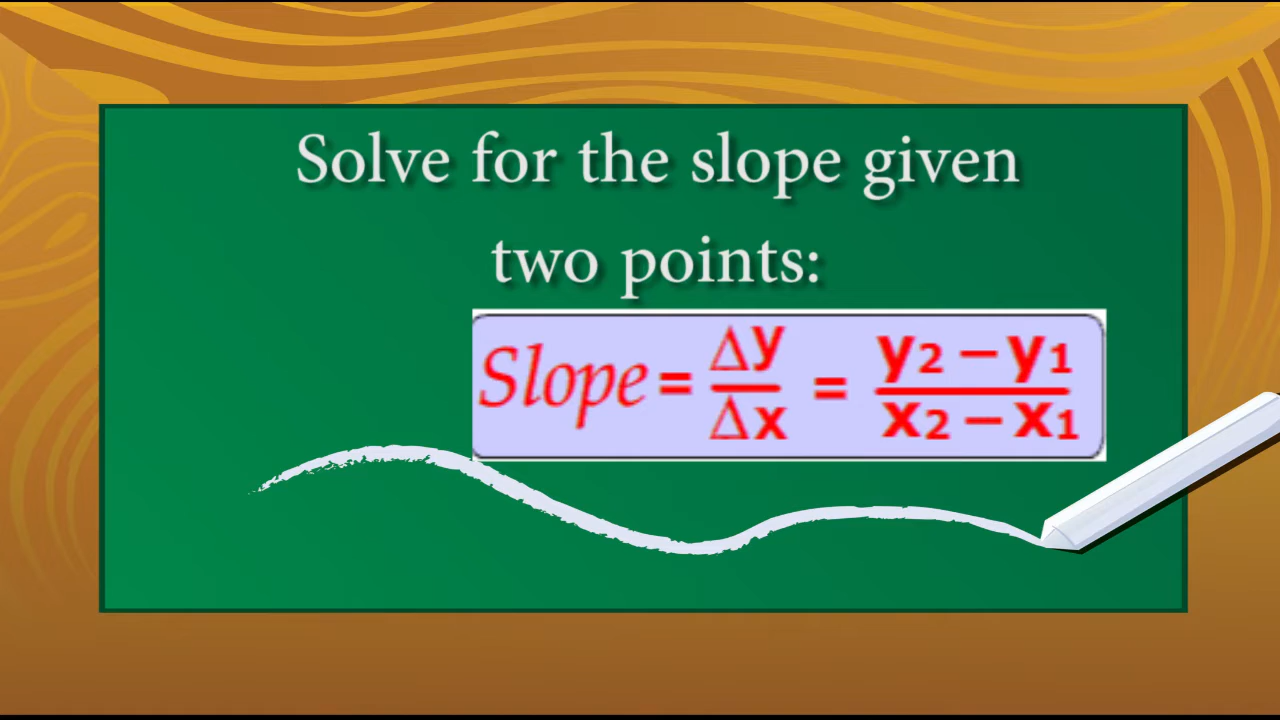 Solve for the slope given
two points:
Slope = Δy/Δx = y₂ − y₁/x₂ − x₁